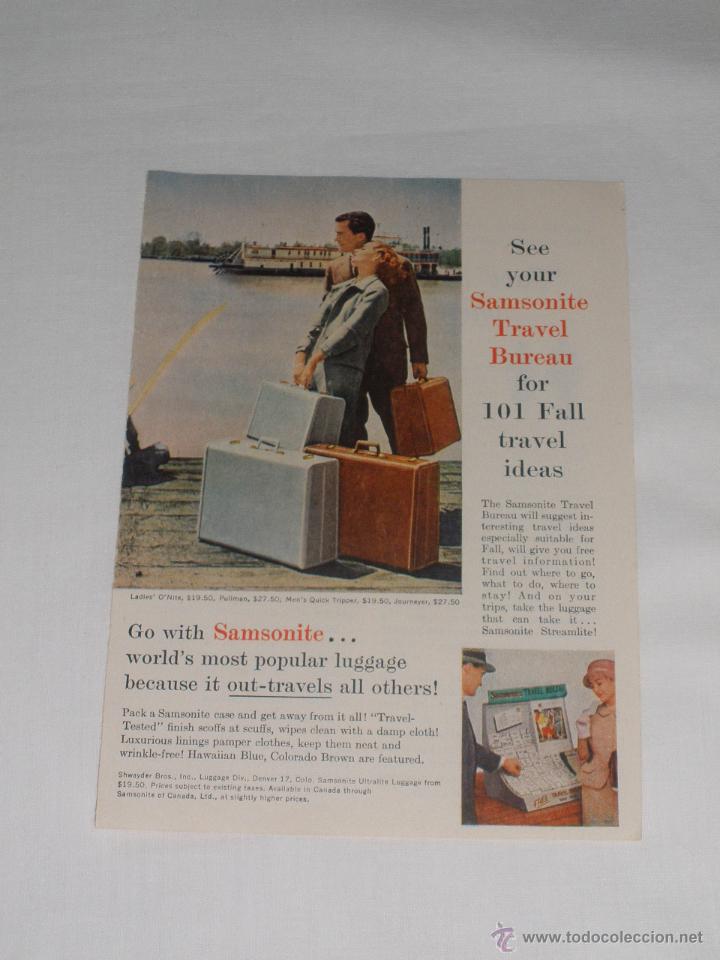 See
your
Samsonite
Travel
Bureau
for
101 Fall
travel
ideas
The Samsonite Travel
Bureau will suggest in-
teresting travel ideas
especially suitable for
Fall, will give you free
travel information!
Find out where to go,
what to do, where to
stay! And on your
trips, take the luggage
that can take it...
Samsonite Streamlite!
Ladies' O'Nite, $19.50, Pullman, $27.50; Men's Quick Tripper, $19.50, Journeyer, $27.50
Go with Samsonite...
world's most popular luggage
because it out-travels all others!
Pack a Samsonite case and get away from it all! "Travel-
Tested" finish scoffs at scuffs, wipes clean with a damp cloth!
Luxurious linings pamper clothes, keep them neat and
wrinkle-free! Hawaiian Blue, Colorado Brown are featured.
Shwayder Bros., Inc., Luggage Div., Denver 17, Colo. Samsonite Ultralite Luggage from
$19.50. Prices subject to existing taxes. Available in Canada through
Samsonite of Canada, Ltd., at slightly higher prices.
Samsonite TRAVEL BUREAU
FREE TRAVEL
© www.todocoleccion.net